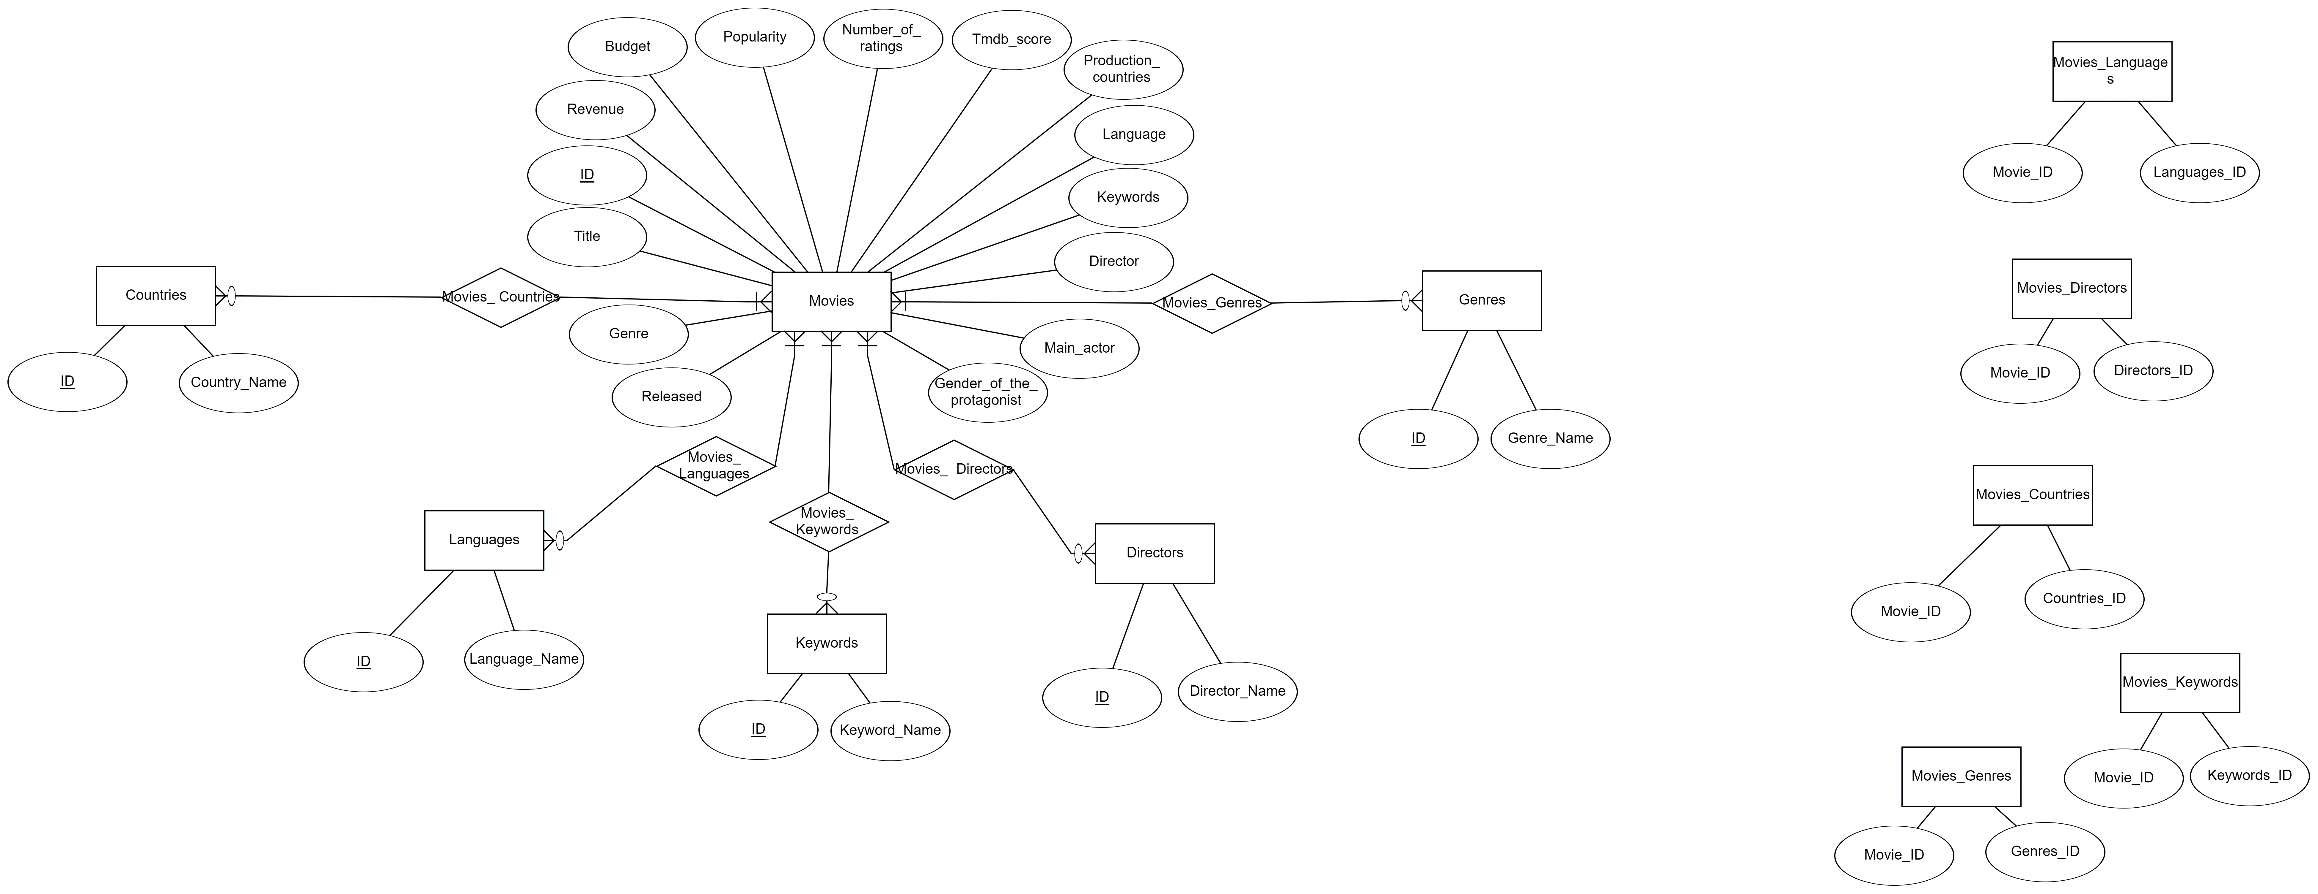 Budget
Popularity
Number_of_
ratings
Tmdb_score
Production_
countries
Revenue
Language
ID
Keywords
Title
Director
Countries
Movies_ Countries
Movies
Movies_Genres
Genres
Genre
Main_actor
ID
Country_Name
Released
Gender_of_the_
protagonist
ID
Genre_Name
Movies_
Languages
Movies_  Directors
Movies_
Keywords
Languages
Directors
Keywords
ID
Language_Name
ID
Director_Name
ID
Keyword_Name
Movies_Language
s
Movie_ID
Languages_ID
Movies_Directors
Movie_ID
Directors_ID
Movies_Countries
Movie_ID
Countries_ID
Movies_Keywords
Movie_ID
Keywords_ID
Movies_Genres
Movie_ID
Genres_ID